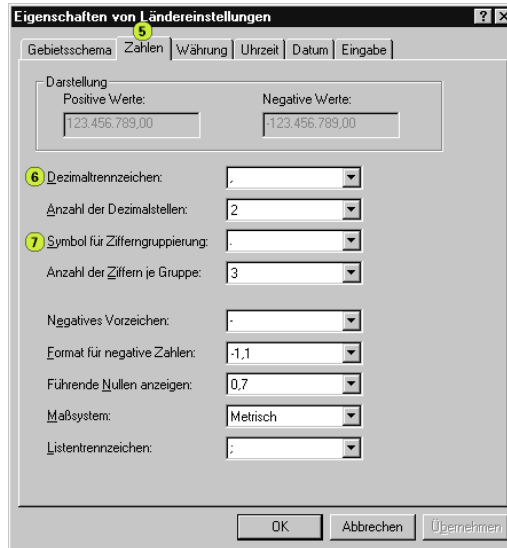 Eigenschaften von Ländereinstellungen
5
Gebietsschema Zahlen Währung Uhrzeit Datum Eingabe
Darstellung
Positive Werte: Negative Werte:
123.456.789,00 -123.456.789,00
6 Dezimaltrennzeichen: ,
Anzahl der Dezimalstellen: 2
7 Symbol für Zifferngruppierung: .
Anzahl der Ziffern je Gruppe: 3
Negatives Vorzeichen: -
Format für negative Zahlen: -1,1
Führende Nullen anzeigen: 0,7
Maßsystem: Metrisch
Listentrennzeichen: ;
OK Abbrechen Übernehmen